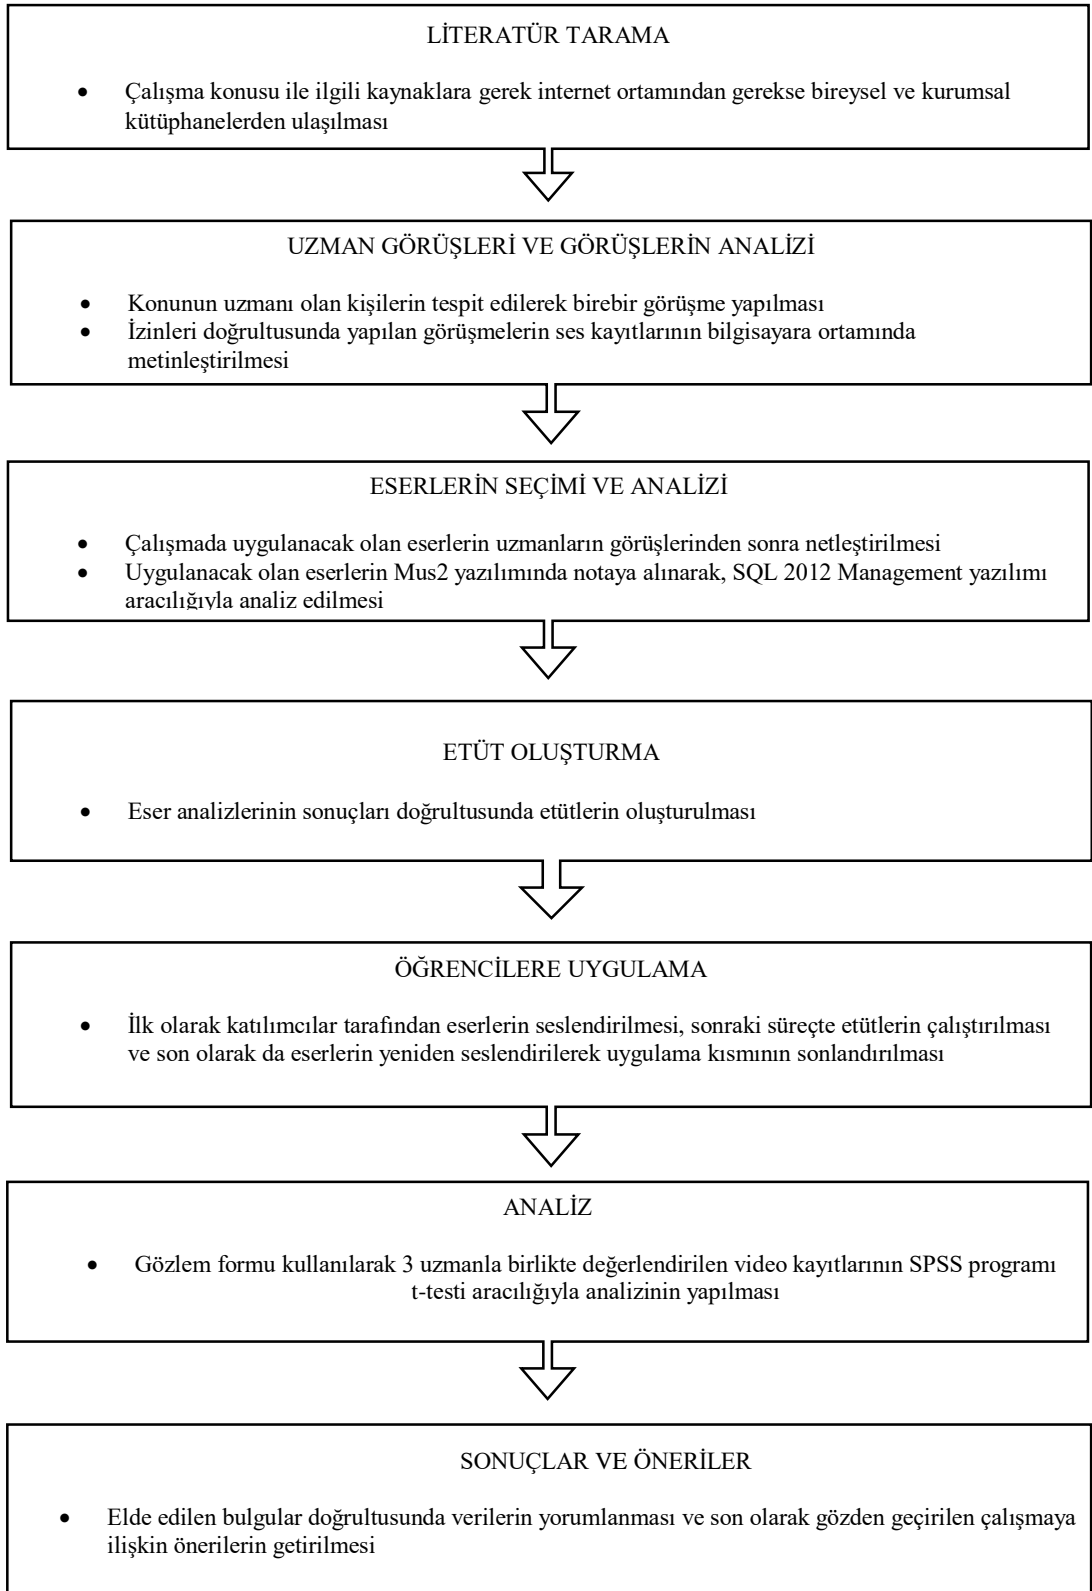 LİTERATÜR TARAMA
• Çalışma konusu ile ilgili kaynaklara gerek internet ortamından gerekse bireysel ve kurumsal
kütüphanelerden ulaşılması
UZMAN GÖRÜŞLERİ VE GÖRÜŞLERİN ANALİZİ
• Konunun uzmanı olan kişilerin tespit edilerek birebir görüşme yapılması
• İzinleri doğrultusunda yapılan görüşmelerin ses kayıtlarının bilgisayara ortamında
metinleştirilmesi
ESERLERİN SEÇİMİ VE ANALİZİ
• Çalışmada uygulanacak olan eserlerin uzmanların görüşlerinden sonra netleştirilmesi
• Uygulanacak olan eserlerin Mus2 yazılımında notaya alınarak, SQL 2012 Management yazılımı
aracılığıyla analiz edilmesi
ETÜT OLUŞTURMA
• Eser analizlerinin sonuçları doğrultusunda etütlerin oluşturulması
ÖĞRENCİLERE UYGULAMA
• İlk olarak katılımcılar tarafından eserlerin seslendirilmesi, sonraki süreçte etütlerin çalıştırılması
ve son olarak da eserlerin yeniden seslendirilerek uygulama kısmının sonlandırılması
ANALİZ
• Gözlem formu kullanılarak 3 uzmanla birlikte değerlendirilen video kayıtlarının SPSS programı
t-testi aracılığıyla analizinin yapılması
SONUÇLAR VE ÖNERİLER
• Elde edilen bulgular doğrultusunda verilerin yorumlanması ve son olarak gözden geçirilen çalışmaya
ilişkin önerilerin getirilmesi